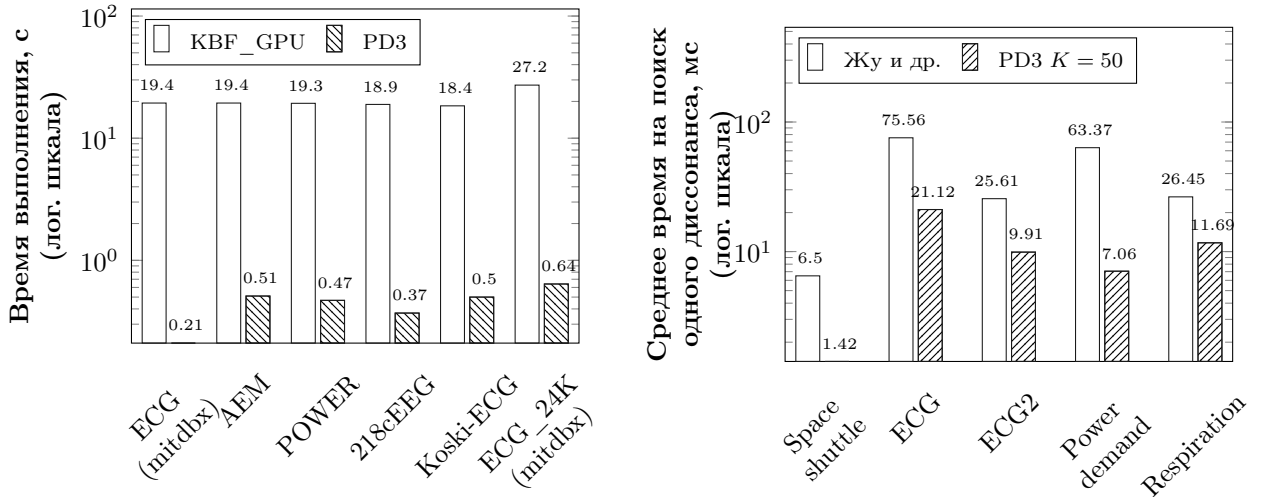 Время выполнения, с
(лог. шкала)
10^2
10^1
10^0
KBF_GPU PD3
19.4 19.4 19.3 18.9 18.4 27.2
0.21 0.51 0.47 0.37 0.5 0.64
ECG
(mitdbx)
AEM
POWER
218cEEG
Koski-ECG
ECG_24K
(mitdbx)
Среднее время на поиск
одного диссонанса, мс
(лог. шкала)
10^2
10^1
Жу и др. PD3 K = 50
6.5 75.56 25.61 63.37 26.45
1.42 21.12 9.91 7.06 11.69
Space
shuttle
ECG
ECG2
Power
demand
Respiration